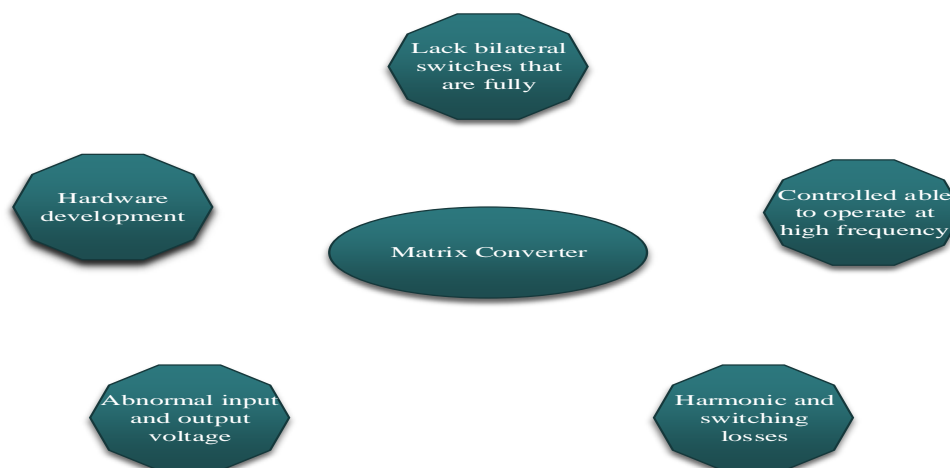 Lack bilateral
switches that
are fully
Hardware
development
Controlled able
to operate at
high frequency
Matrix Converter
Abnormal input
and output
voltage
Harmonic and
switching
losses